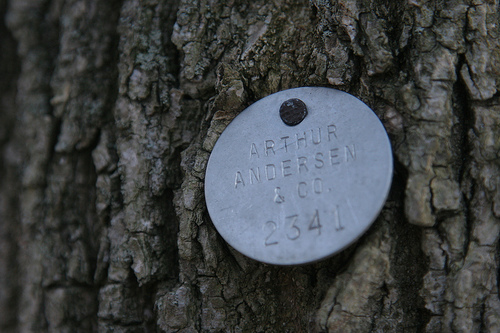 ARTHUR
ANDERSEN
& CO.
2341